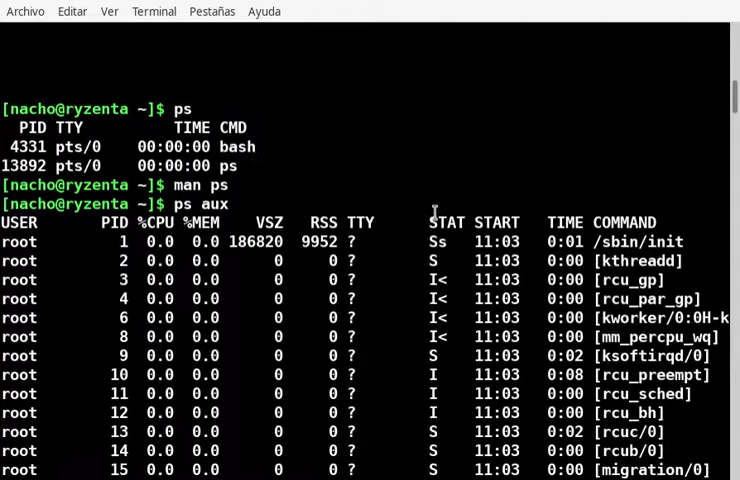 Archivo Editar Ver Terminal Pestañas Ayuda
[nacho@ryzenta ~]$ ps
PID TTY TIME CMD
4331 pts/0 00:00:00 bash
13892 pts/0 00:00:00 ps
[nacho@ryzenta ~]$ man ps
[nacho@ryzenta ~]$ ps aux
USER PID %CPU %MEM VSZ RSS TTY STAT START TIME COMMAND
root 1 0.0 0.0 186820 9952 ? Ss 11:03 0:01 /sbin/init
root 2 0.0 0.0 0 0 ? S 11:03 0:00 [kthreadd]
root 3 0.0 0.0 0 0 ? I< 11:03 0:00 [rcu_gp]
root 4 0.0 0.0 0 0 ? I< 11:03 0:00 [rcu_par_gp]
root 6 0.0 0.0 0 0 ? I< 11:03 0:00 [kworker/0:0H-k
root 8 0.0 0.0 0 0 ? I< 11:03 0:00 [mm_percpu_wq]
root 9 0.0 0.0 0 0 ? S 11:03 0:02 [ksoftirqd/0]
root 10 0.0 0.0 0 0 ? I 11:03 0:08 [rcu_preempt]
root 11 0.0 0.0 0 0 ? I 11:03 0:00 [rcu_sched]
root 12 0.0 0.0 0 0 ? I 11:03 0:00 [rcu_bh]
root 13 0.0 0.0 0 0 ? S 11:03 0:02 [rcuc/0]
root 14 0.0 0.0 0 0 ? S 11:03 0:00 [rcub/0]
root 15 0.0 0.0 0 0 ? S 11:03 0:00 [migration/0]